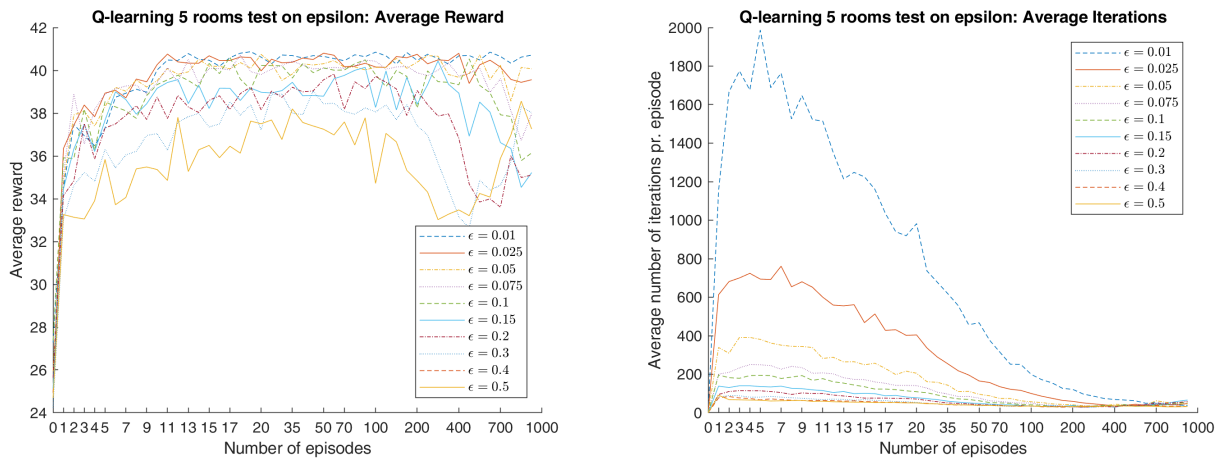 Q-learning 5 rooms test on epsilon: Average Reward
42
40
38
36
34
32
30
28
26
24
Average reward
0 1 2 3 4 5 7 9 11 13 15 17 20 35 50 70 100 200 400 700 1000
Number of episodes
ϵ = 0.01
ϵ = 0.025
ϵ = 0.05
ϵ = 0.075
ϵ = 0.1
ϵ = 0.15
ϵ = 0.2
ϵ = 0.3
ϵ = 0.4
ϵ = 0.5
Q-learning 5 rooms test on epsilon: Average Iterations
2000
1800
1600
1400
1200
1000
800
600
400
200
0
Average number of iterations pr. episode
0 1 2 3 4 5 7 9 11 13 15 17 20 35 50 70 100 200 400 700 1000
Number of episodes
ϵ = 0.01
ϵ = 0.025
ϵ = 0.05
ϵ = 0.075
ϵ = 0.1
ϵ = 0.15
ϵ = 0.2
ϵ = 0.3
ϵ = 0.4
ϵ = 0.5